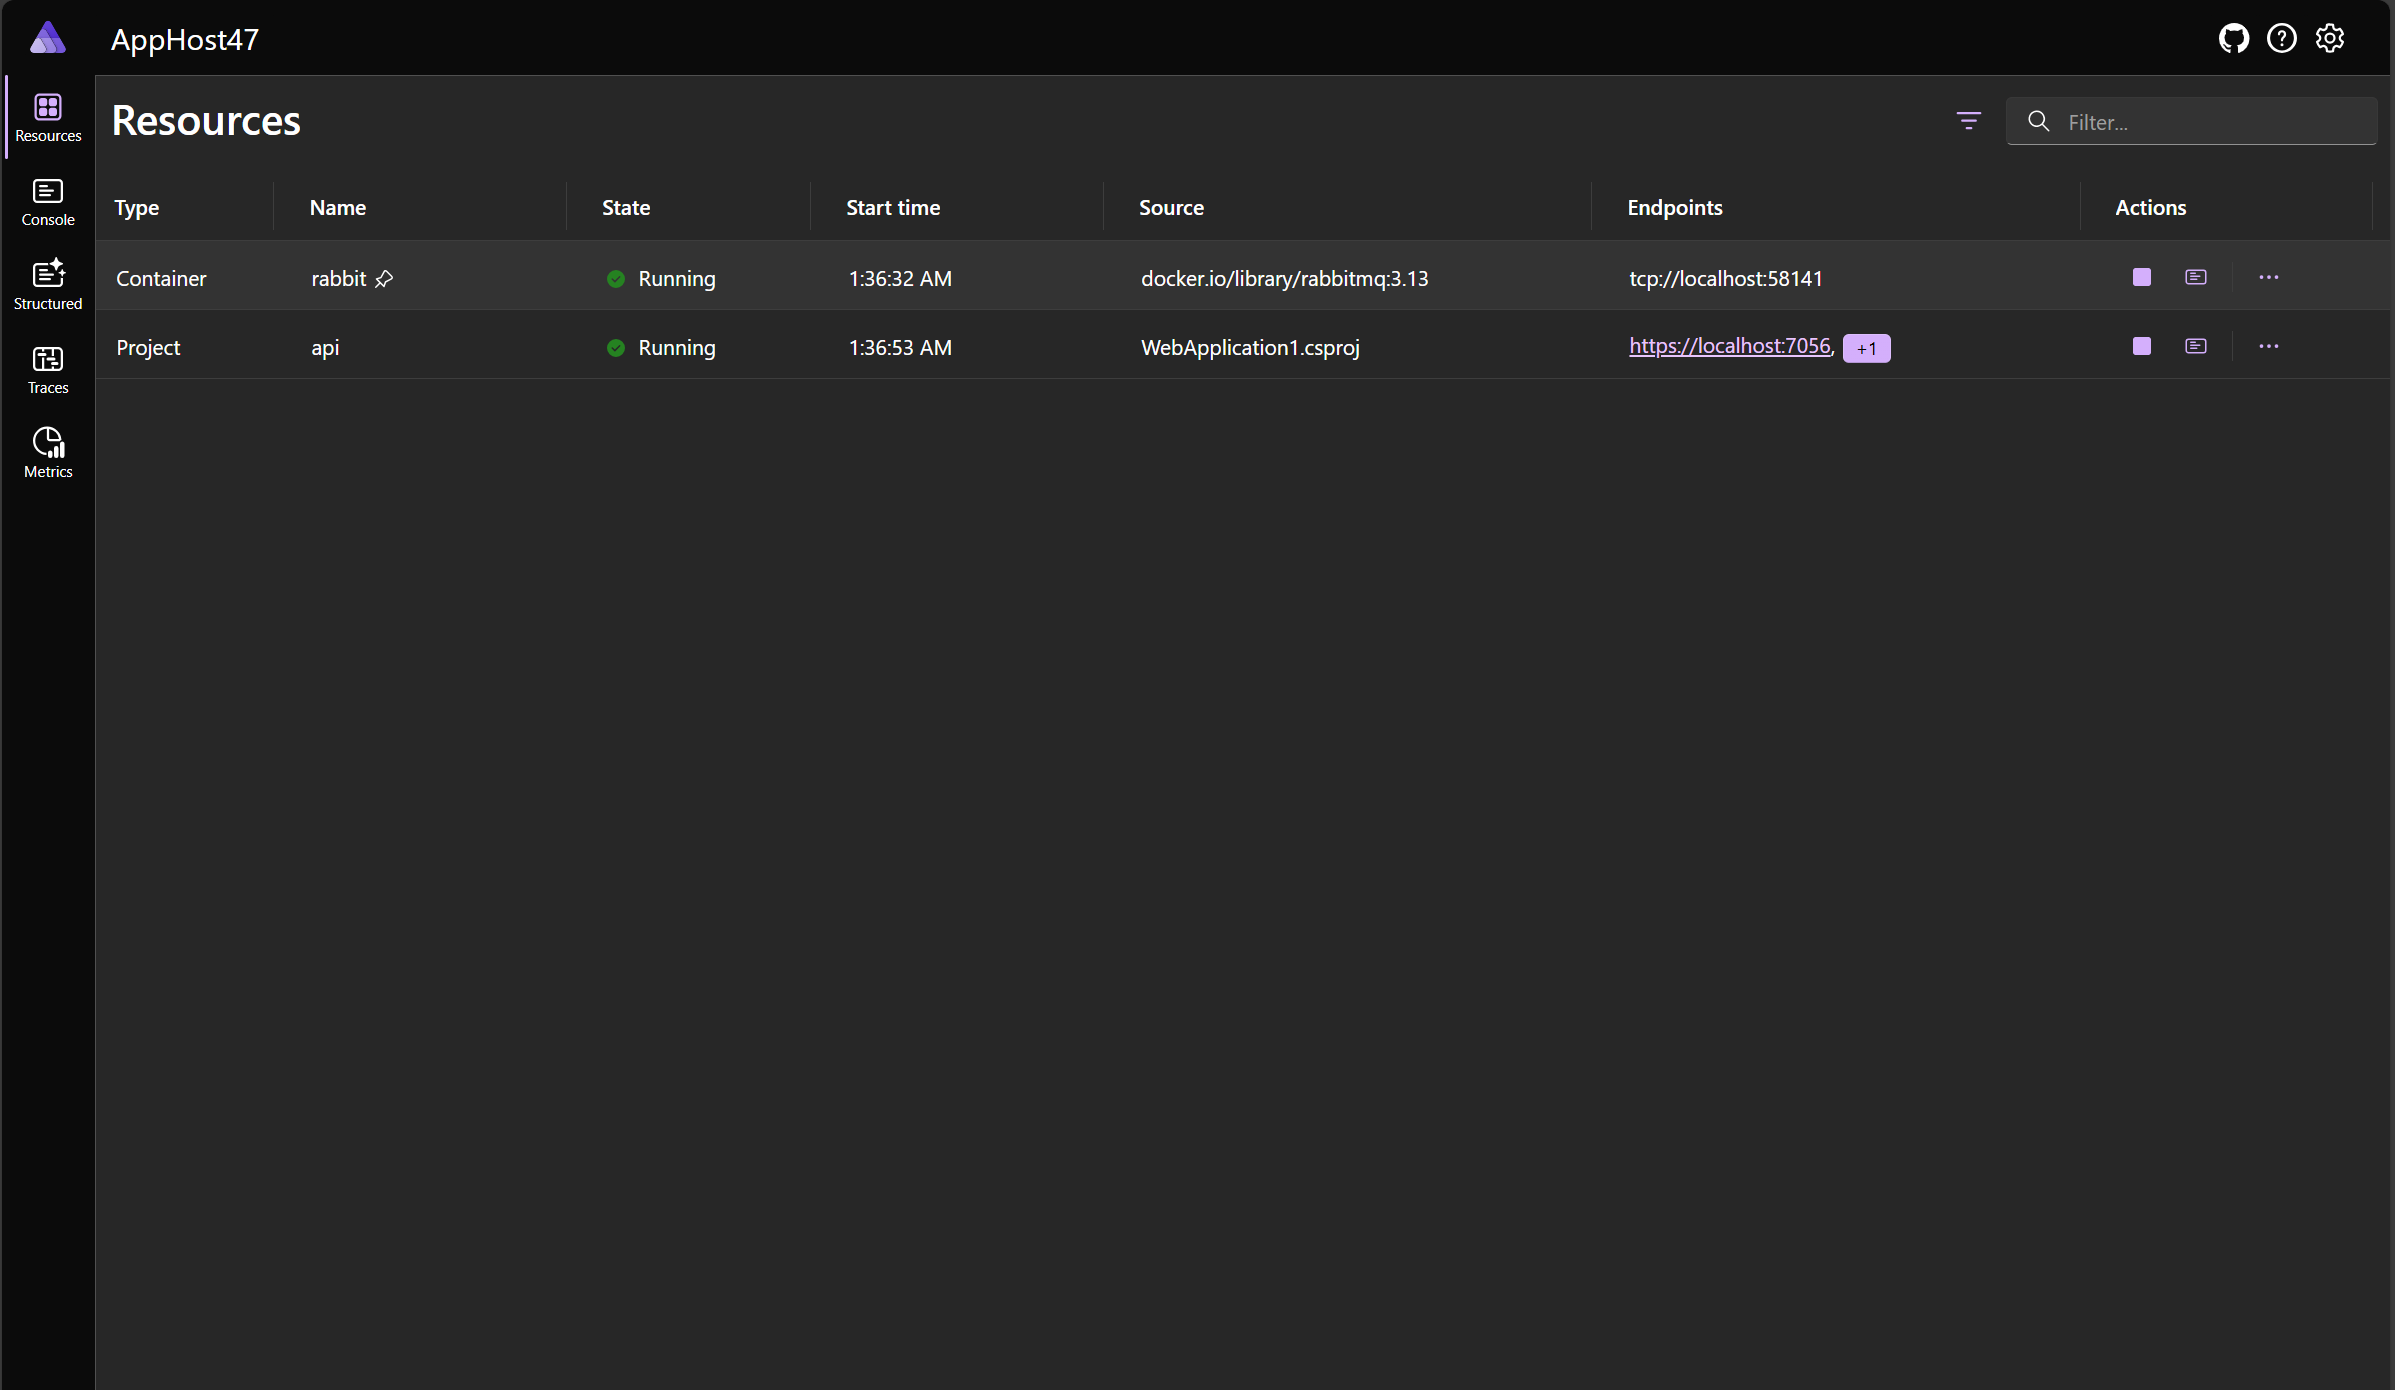 AppHost47
Resources
Console
Structured
Traces
Metrics
Resources
Filter...
Type Name State Start time Source Endpoints Actions
Container rabbit Running 1:36:32 AM docker.io/library/rabbitmq:3.13 tcp://localhost:58141
Project api Running 1:36:53 AM WebApplication1.csproj https://localhost:7056, +1